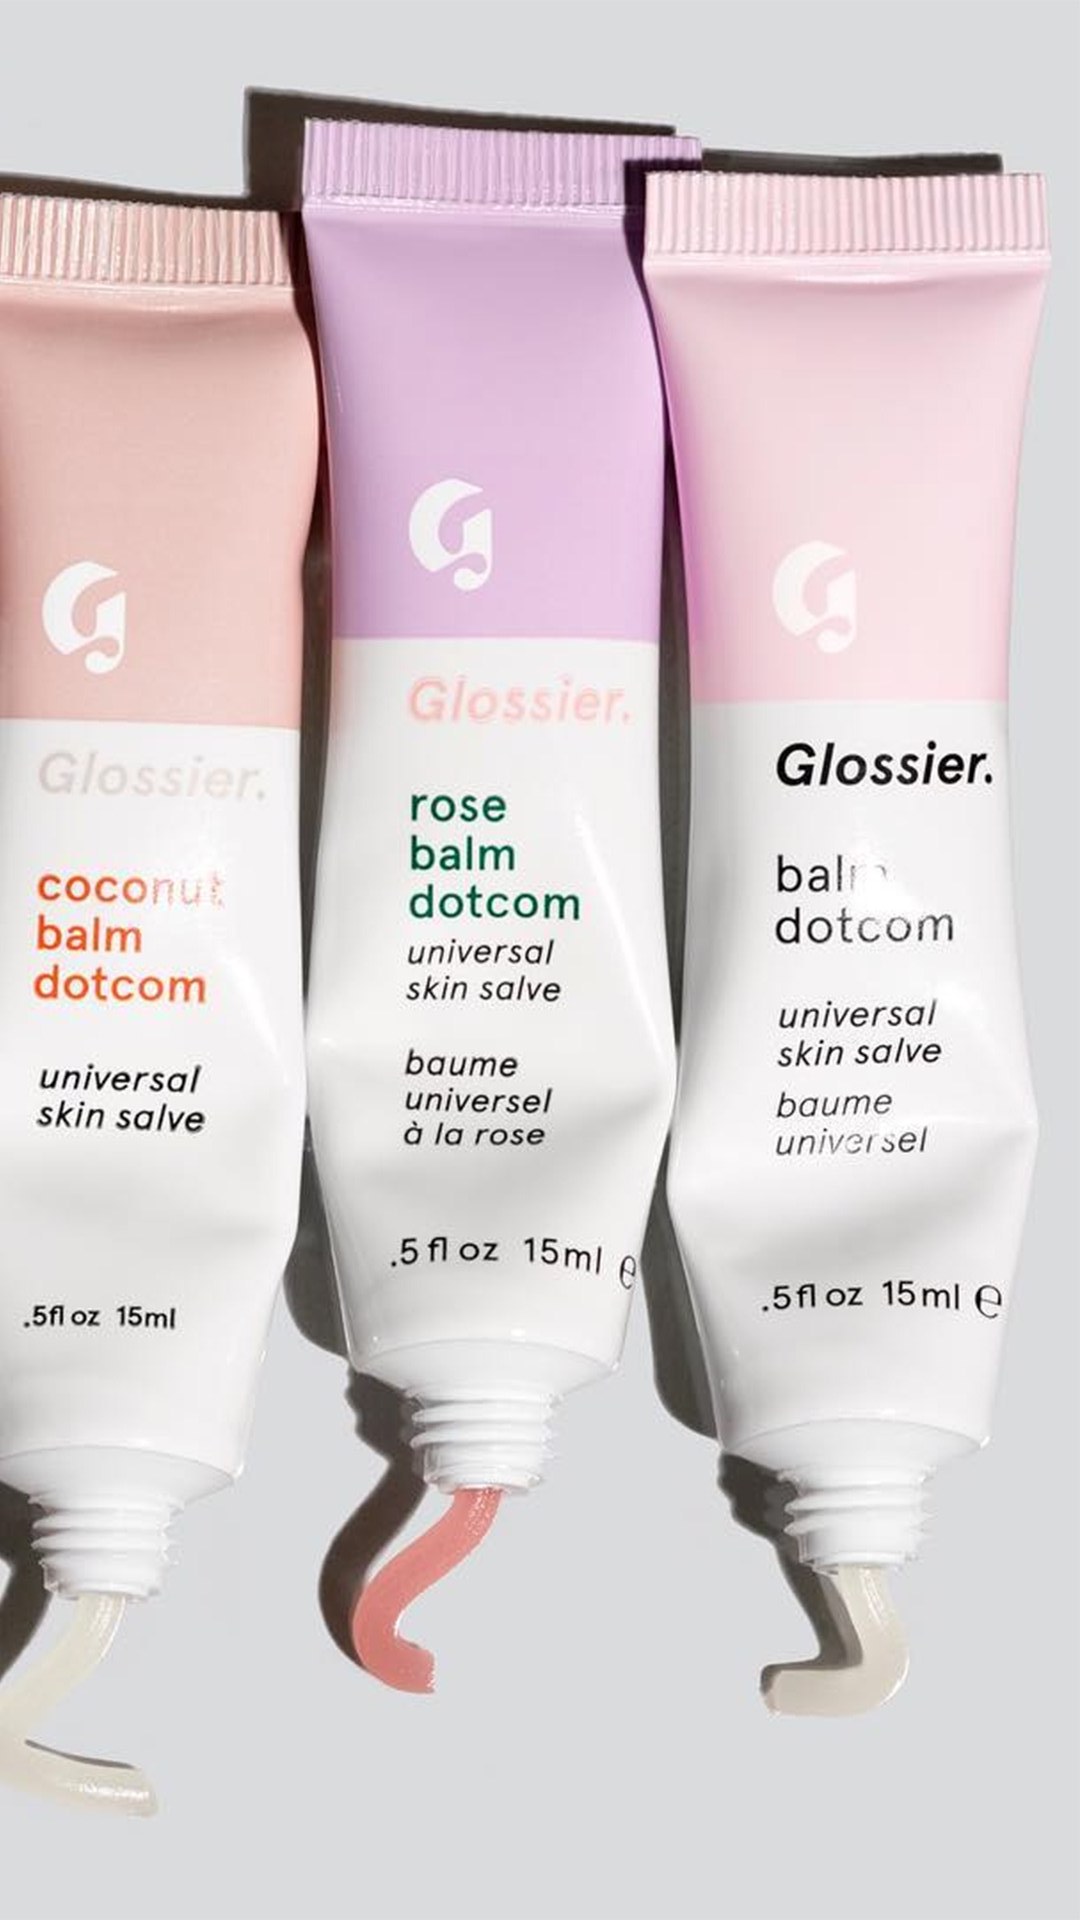 G
Glossier.
coconut
balm
dotcom
universal
skin salve
.5fl oz 15ml
G
Glossier.
rose
balm
dotcom
universal
skin salve
baume
universel
à la rose
.5 fl oz 15ml ℮
G
Glossier.
balm
dotcom
universal
skin salve
baume
universel
.5fl oz 15ml ℮